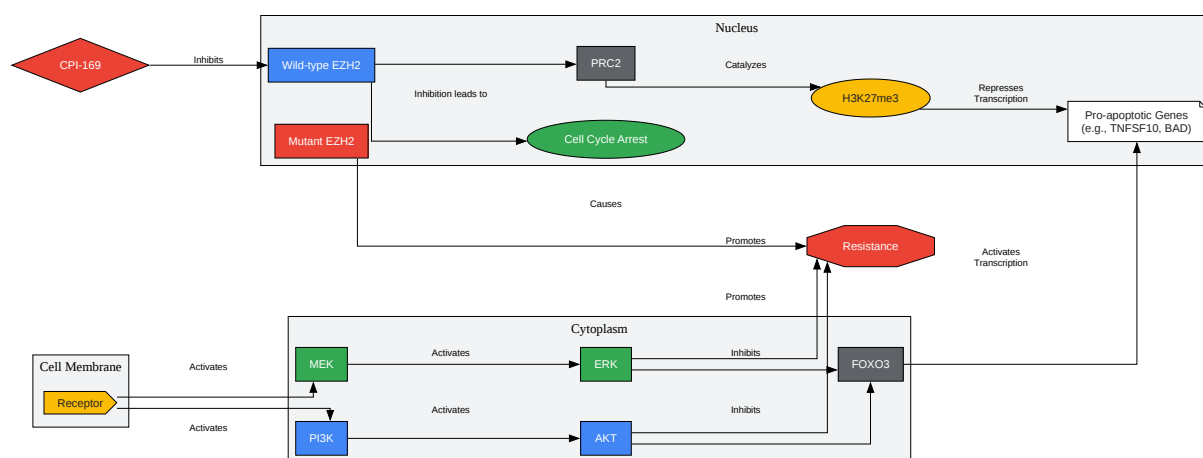 Nucleus
CPI-169
Inhibits
Wild-type EZH2
PRC2
Catalyzes
Inhibition leads to
H3K27me3
Represses
Transcription
Pro-apoptotic Genes
(e.g., TNFSF10, BAD)
Mutant EZH2
Cell Cycle Arrest
Causes
Promotes
Resistance
Activates
Transcription
Promotes
Cytoplasm
Cell Membrane
Activates
MEK
Activates
ERK
Inhibits
FOXO3
Receptor
Activates
PI3K
Activates
AKT
Inhibits